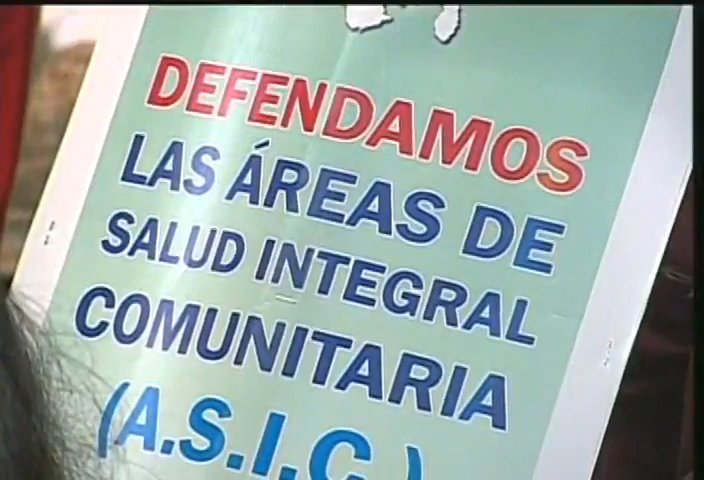 DEFENDAMOS
LAS ÁREAS DE
SALUD INTEGRAL
COMUNITARIA
(A.S.I.C.)